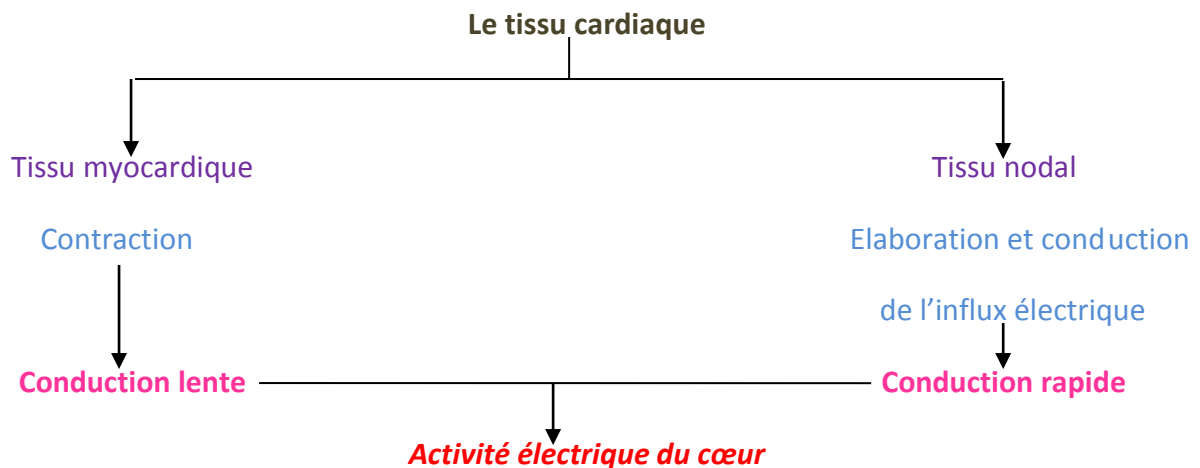 Le tissu cardiaque
Tissu myocardique
Tissu nodal
Contraction
Elaboration et conduction
de l'influx électrique
Conduction lente
Conduction rapide
Activité électrique du cœur